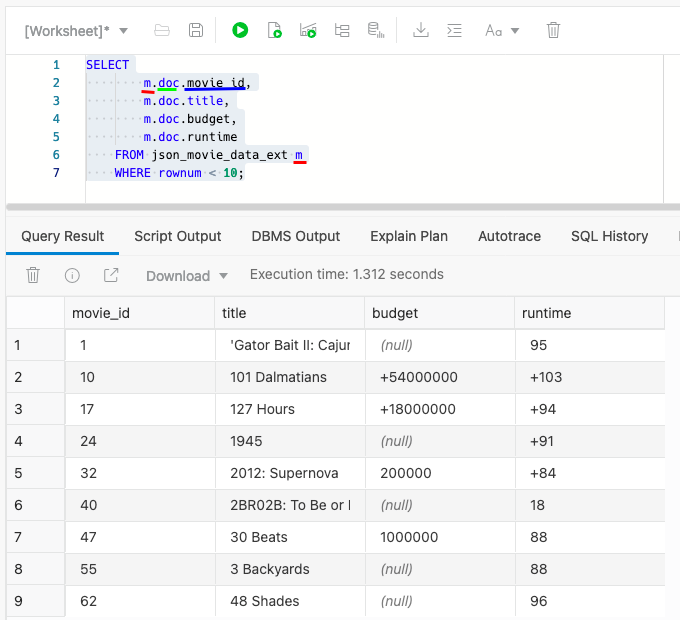 [Worksheet]*
Aa
1 SELECT
2 m.doc.movie_id,
3 m.doc.title,
4 m.doc.budget,
5 m.doc.runtime
6 FROM json_movie_data_ext m
7 WHERE rownum < 10;
Query Result Script Output DBMS Output Explain Plan Autotrace SQL History
Download Execution time: 1.312 seconds
movie_id title budget runtime
1 1 'Gator Bait II: Cajun (null) 95
2 10 101 Dalmatians +54000000 +103
3 17 127 Hours +18000000 +94
4 24 1945 (null) +91
5 32 2012: Supernova 200000 +84
6 40 2BR02B: To Be or (null) 18
7 47 30 Beats 1000000 88
8 55 3 Backyards (null) 88
9 62 48 Shades (null) 96